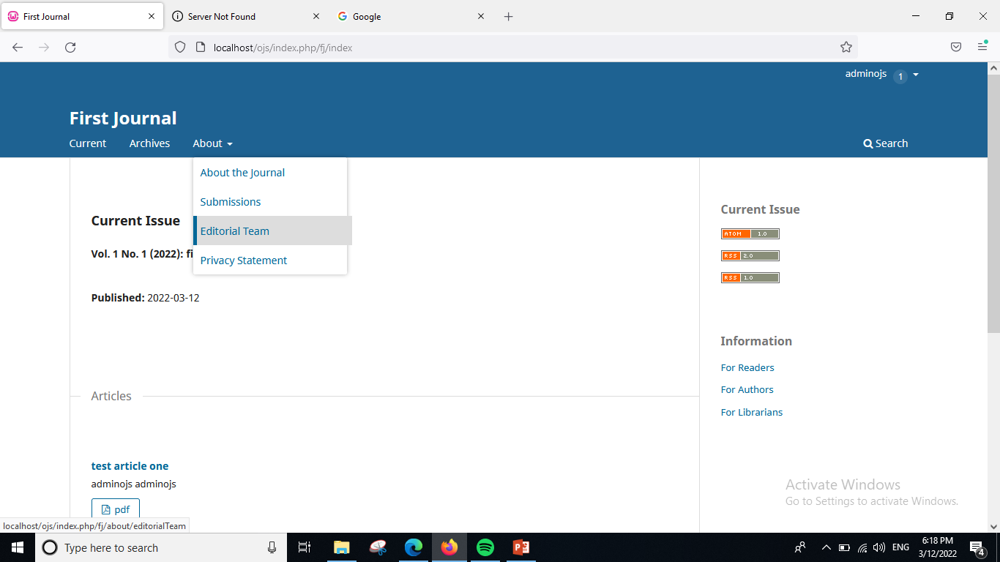 First Journal
Server Not Found
Google
localhost/ojs/index.php/fj/index
adminojs 1
First Journal
Current Archives About Search
About the Journal
Submissions
Editorial Team
Privacy Statement
Current Issue
Vol. 1 No. 1 (2022): fi
Published: 2022-03-12
Current Issue
ATOM 1.0
RSS 2.0
RSS 1.0
Information
For Readers
For Authors
For Librarians
Articles
test article one
adminojs adminojs
pdf
Activate Windows
Go to Settings to activate Windows.
localhost/ojs/index.php/fj/about/editorialTeam
Type here to search
ENG
6:18 PM
3/12/2022
4